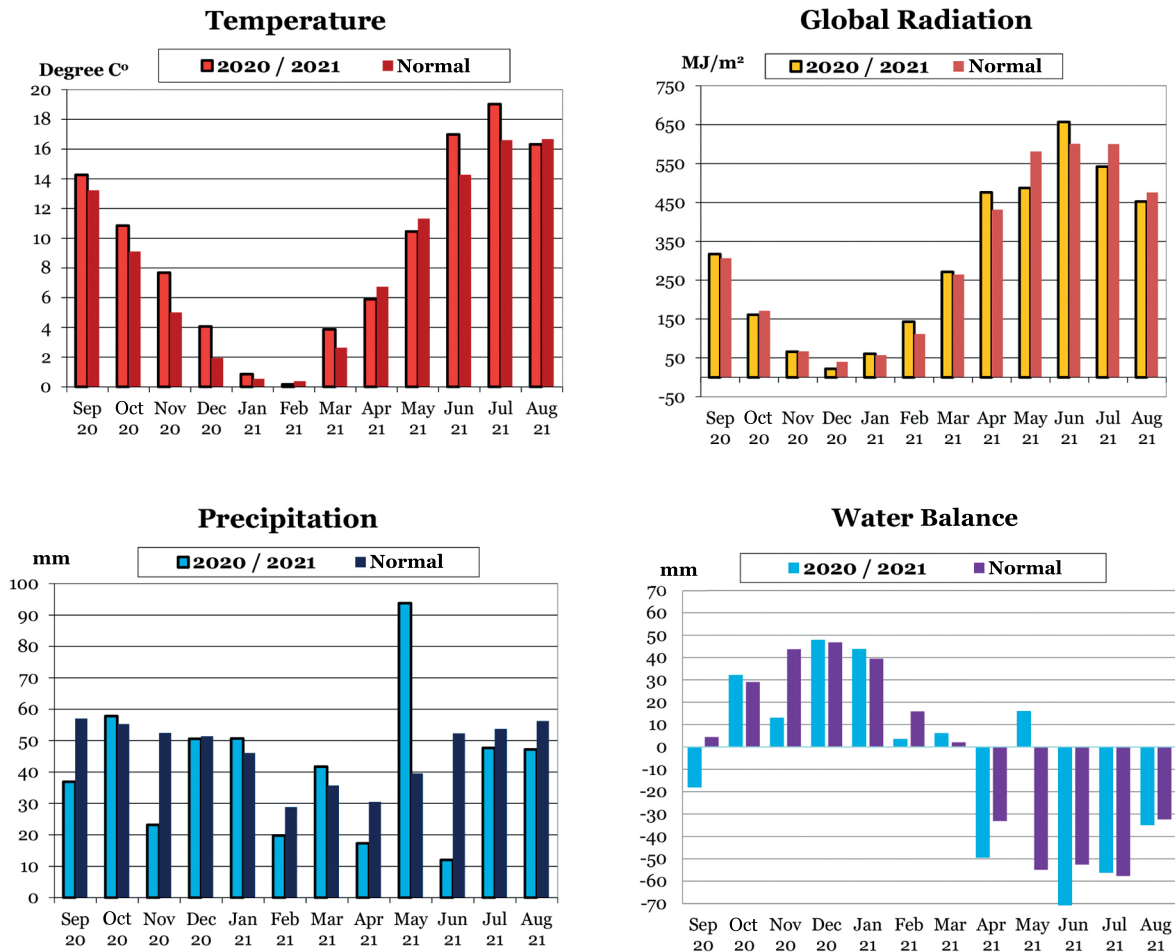 Temperature
2020 / 2021 Normal
Degree Cº
20
18
16
14
12
10
8
6
4
2
0
Sep Oct Nov Dec Jan Feb Mar Apr May Jun Jul Aug
20 20 20 20 21 21 21 21 21 21 21 21
Global Radiation
MJ/m²
2020 / 2021 Normal
750
650
550
450
350
250
150
50
-50
Sep Oct Nov Dec Jan Feb Mar Apr May Jun Jul Aug
20 20 20 20 21 21 21 21 21 21 21 21
Precipitation
mm
2020 / 2021 Normal
100
90
80
70
60
50
40
30
20
10
0
Sep Oct Nov Dec Jan Feb Mar Apr May Jun Jul Aug
20 20 20 20 21 21 21 21 21 21 21 21
Water Balance
mm
2020 / 2021 Normal
70
60
50
40
30
20
10
0
-10
-20
-30
-40
-50
-60
-70
Sep Oct Nov Dec Jan Feb Mar Apr May Jun Jul Aug
20 20 20 20 21 21 21 21 21 21 21 21